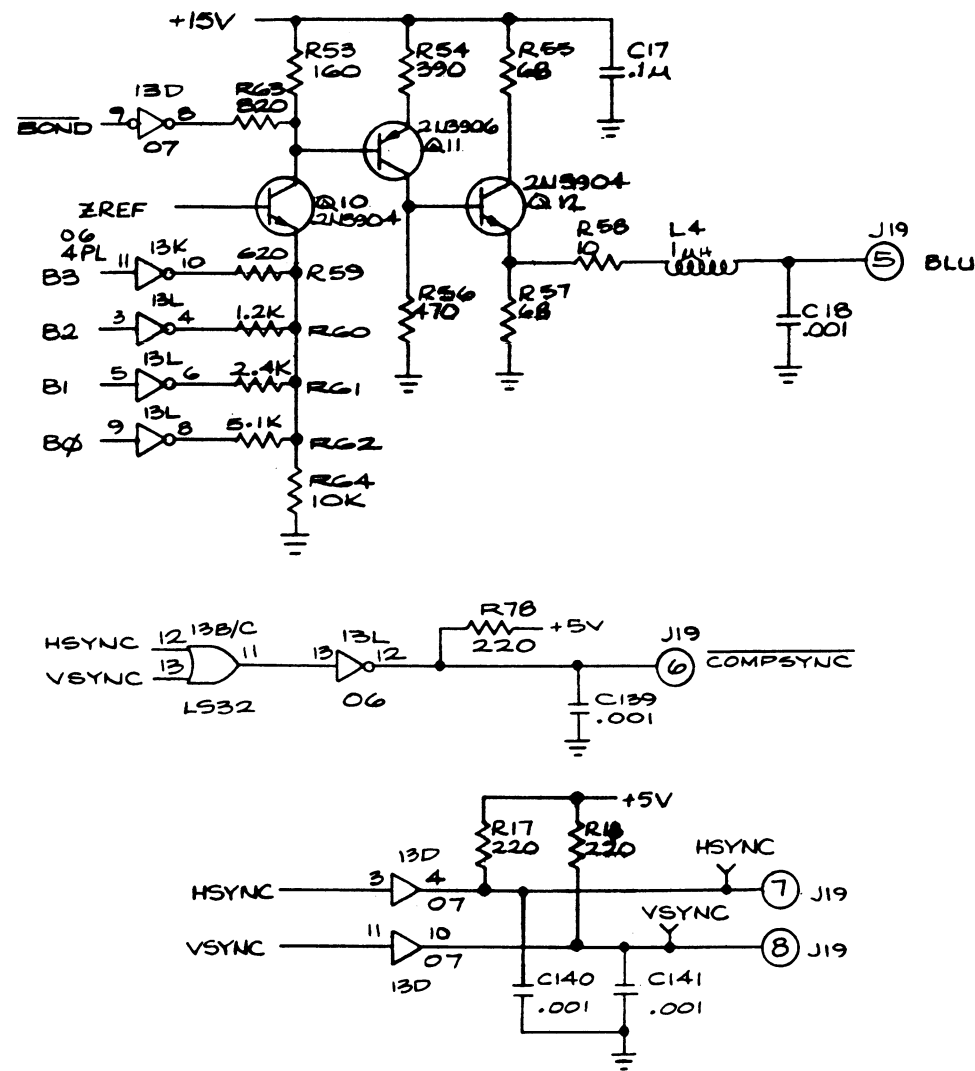 +15V
R53
160
R54
390
R55
68
C17
.1µ
13D
R63
820
BOND
9
8
07
2N3906
Q11
2N3904
Q12
ZREF
Q10
2N3904
06
4PL
B3
11
13K
10
620
R59
R58
10
L4
1µH
J19
5
BLU
B2
3
13L
4
1.2K
R60
R56
470
R57
68
C18
.001
B1
5
13L
6
2.4K
R61
BØ
9
13L
8
5.1K
R62
R64
10K
HSYNC
12
13B/C
VSYNC
13
11
LS32
13
13L
12
06
R78
220
+5V
J19
6
COMPSYNC
C139
.001
+5V
R17
220
R18
220
HSYNC
3
13D
4
07
HSYNC
7
J19
VSYNC
11
10
07
13D
VSYNC
8
J19
C140
.001
C141
.001